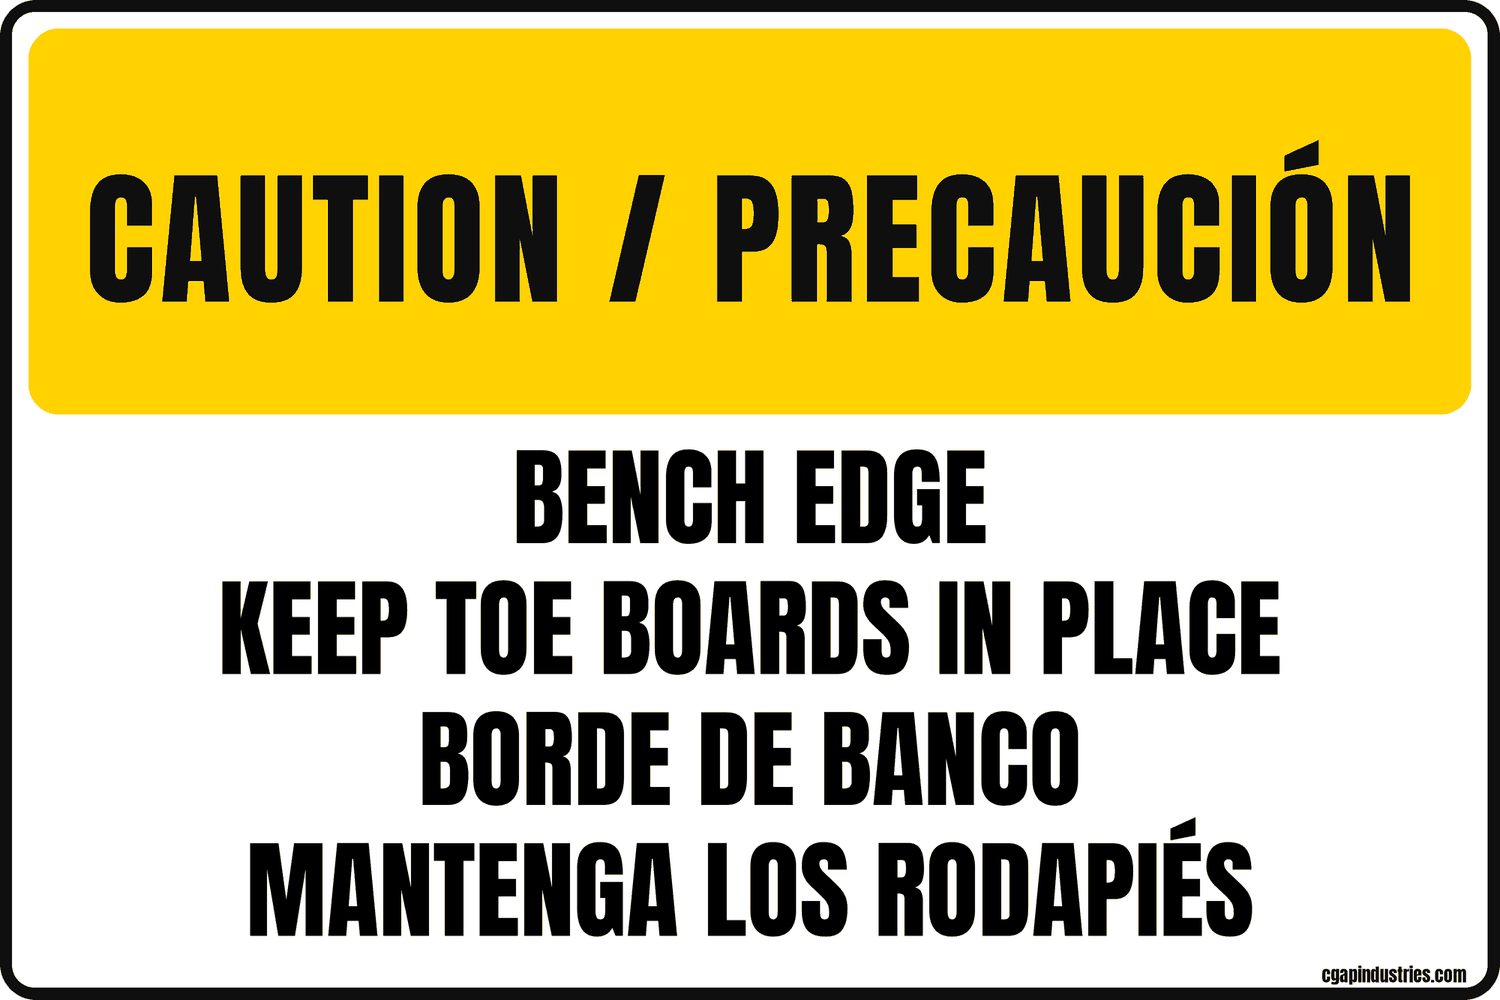 CAUTION / PRECAUCIÓN
BENCH EDGE
KEEP TOE BOARDS IN PLACE
BORDE DE BANCO
MANTENGA LOS RODAPIÉS
cgapindustries.com